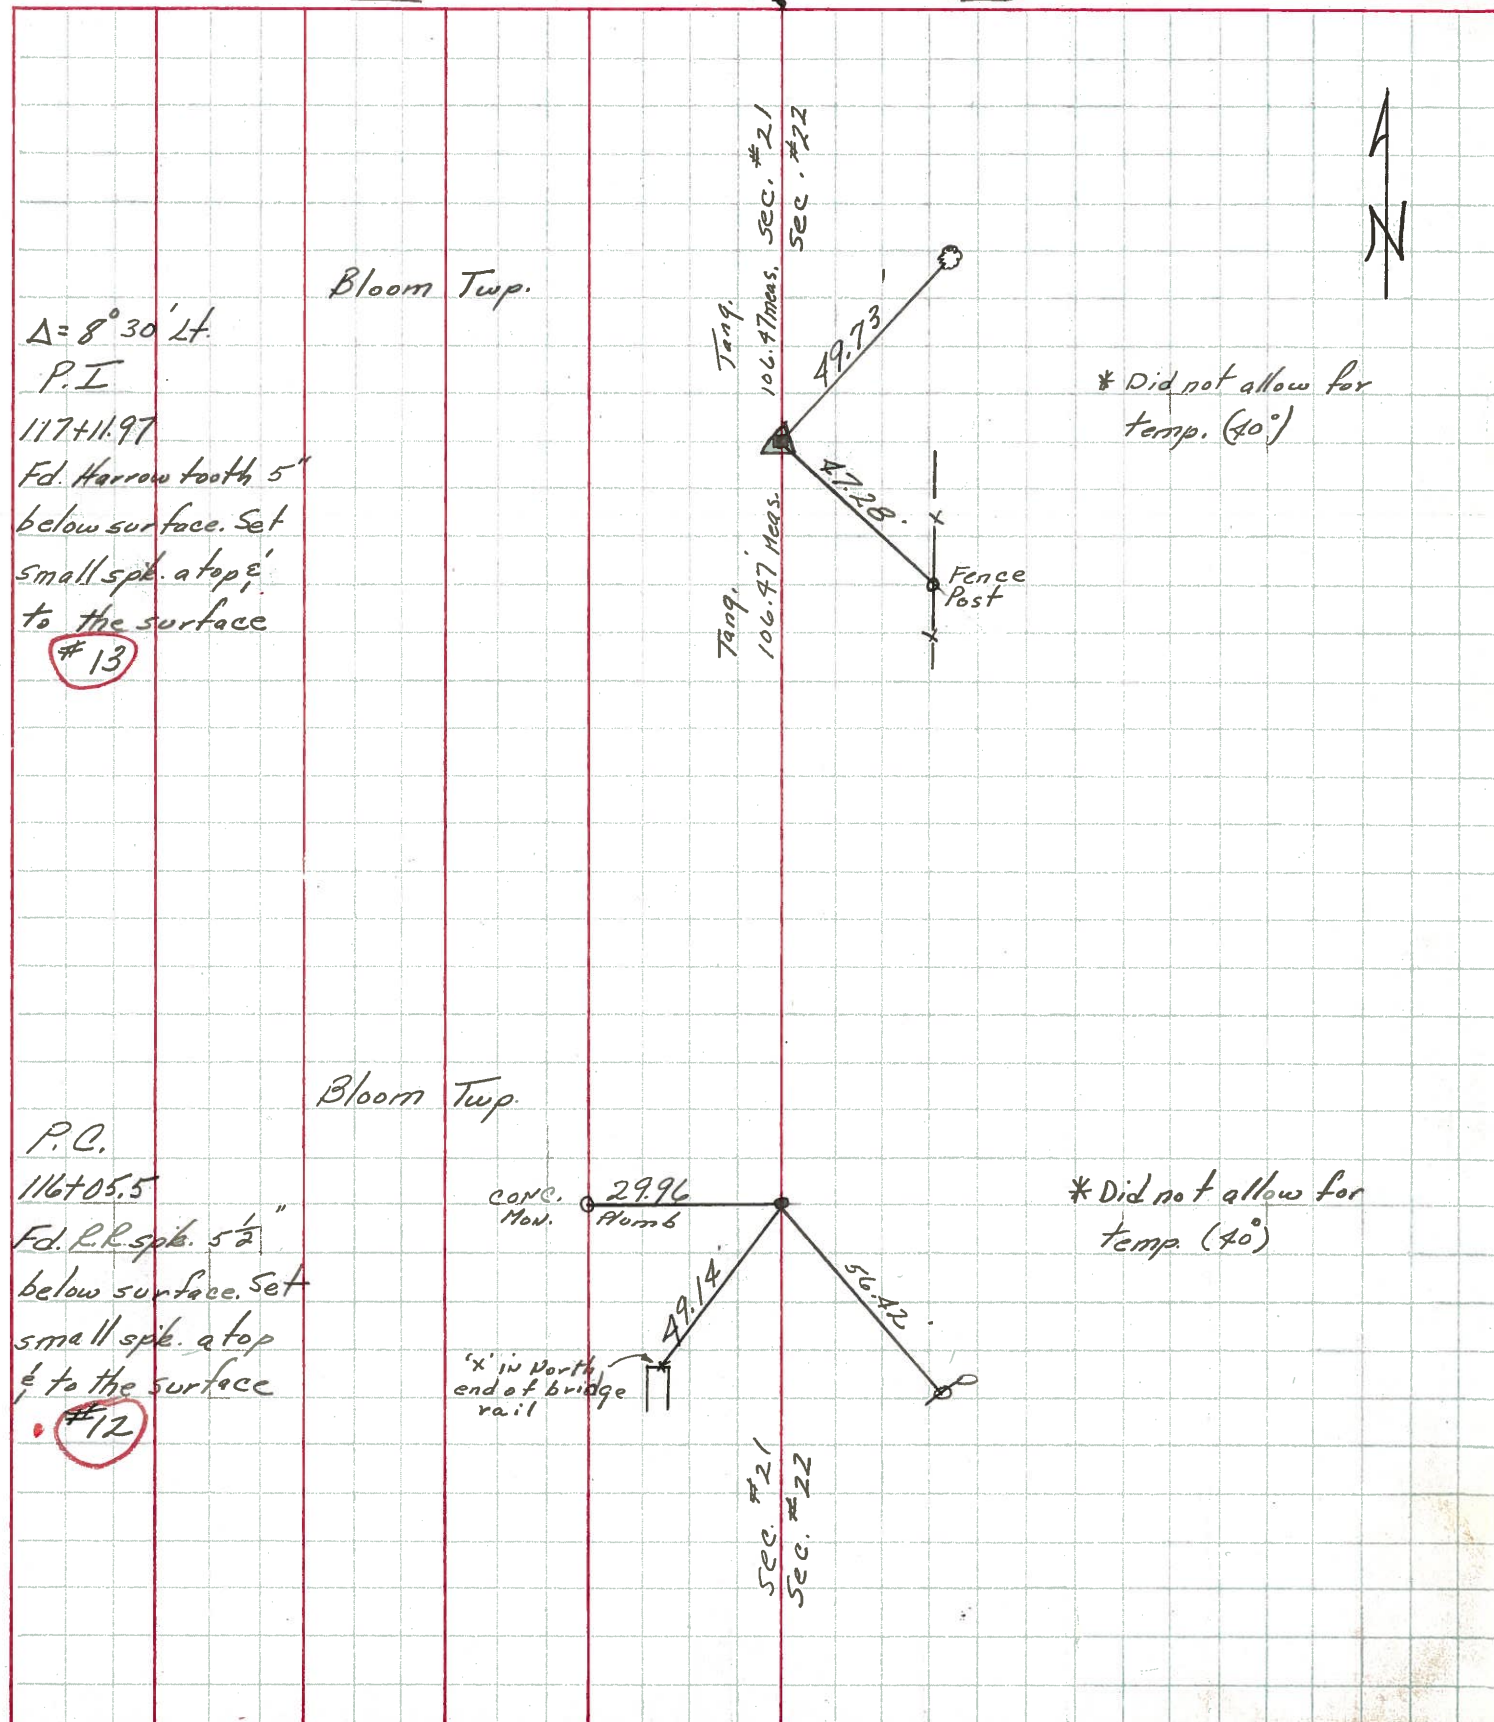 Sec. #21
Sec. #22
N
Bloom Twp.
Δ= 8°30' Lt.
P.I
117+11.97
Fd. Harrow tooth 5"
below surface. Set
small spk. atop &
to the surface
#13
Tang.
106.47 meas.
49.73'
* Did not allow for
temp. (40°)
47.28'
Tang.
106.47' Meas.
Fence
Post
Bloom Twp.
P.C.
116+05.5
Fd. R.R. spk. 5 1/2"
below surface. Set
small spk. atop
& to the surface
#12
CONC.
MON.
29.96
Plumb
* Did not allow for
temp. (40°)
49.14'
56.42'
'X' in North
end of bridge
rail
Sec. #21
Sec. #22